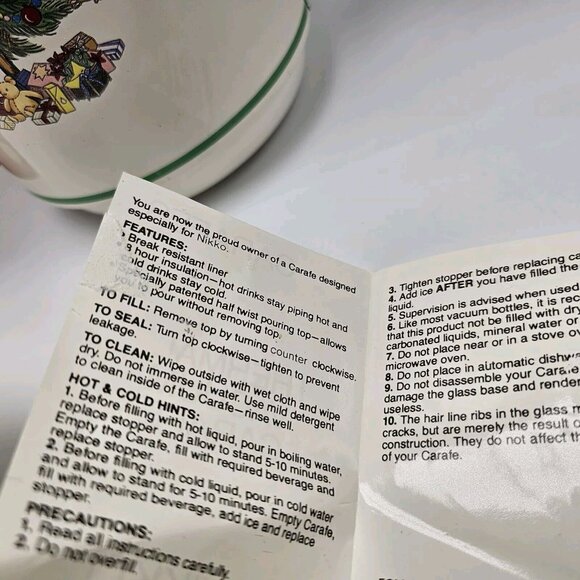 You are now the proud owner of a Carafe designed
especially for Nikko.
FEATURES:
• Break resistant liner
• 8 hour insulation—hot drinks stay piping hot and
cold drinks stay cold.
Specially patented half twist pouring top—allows
you to Pour without removing top.
TO FILL: Remove top by turning counter clockwise.
TO SEAL: Turn top clockwise—tighten to prevent
leakage.
TO CLEAN: Wipe outside with wet cloth and wipe
dry. Do not immerse in water. Use mild detergent
to clean inside of Carafe—rinse well.
HOT & COLD HINTS:
1. Before filling with hot liquid, pour in boiling water,
replace stopper and allow to stand 5-10 minutes.
Empty the Carafe, fill with required beverage and
replace stopper.
2. Before filling with cold liquid, pour in cold water
and allow to stand for 5-10 minutes. Empty Carafe,
fill with required beverage, add ice and replace
stopper.
PRECAUTIONS:
1. Read all instructions carefully.
2. Do not overfill.
3. Tighten stopper before replacing ca
4. Add ice AFTER you have filled the
liquid.
5. Supervision is advised when used
6. Like most vacuum bottles, it is rec
that this product not be filled with dry
carbonated liquids, mineral water or
7. Do not place near or in a stove o
microwave oven.
8. Do not place in automatic dishw
9. Do not disassemble your Carafe
damage the glass base and render
useless.
10. The hair line ribs in the glass m
cracks, but are merely the result o
construction. They do not affect th
of your Carafe.